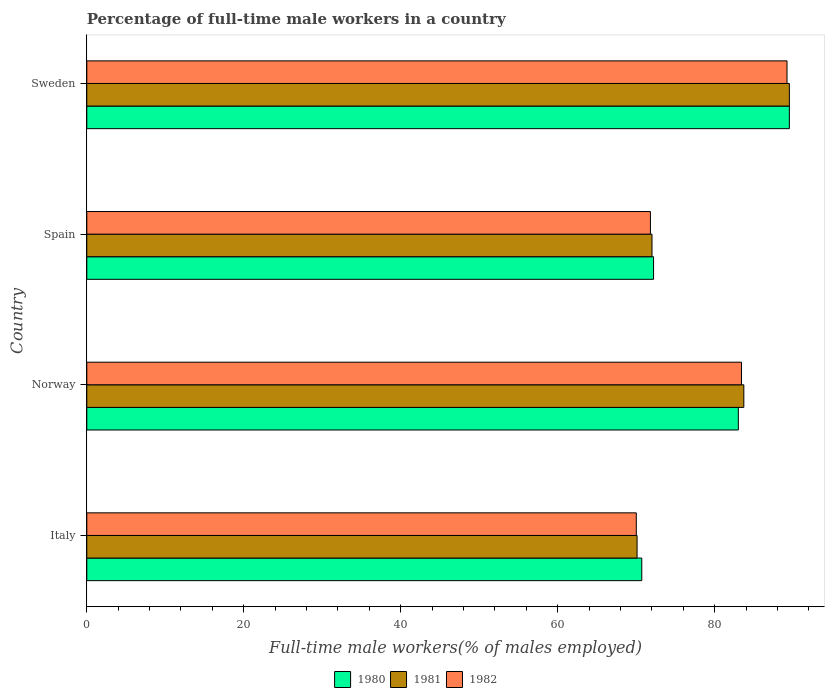 Percentage of full-time male workers in a country
Sweden
Spain
Norway
Italy
Country
0
20
40
60
80
Full-time male workers(% of males employed)
1980
1981
1982